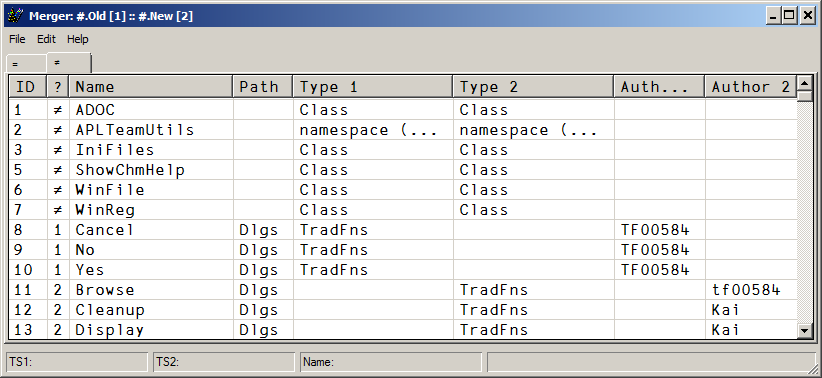 Merger: #.Old [1] :: #.New [2]
File Edit Help
= ≠
ID ? Name Path Type 1 Type 2 Auth... Author 2
1 ≠ ADOC Class Class
2 ≠ APLTeamUtils namespace (... namespace (...
3 ≠ IniFiles Class Class
5 ≠ ShowChmHelp Class Class
6 ≠ WinFile Class Class
7 ≠ WinReg Class Class
8 1 Cancel Dlgs TradFns TF00584
9 1 No Dlgs TradFns TF00584
10 1 Yes Dlgs TradFns TF00584
11 2 Browse Dlgs TradFns tf00584
12 2 Cleanup Dlgs TradFns Kai
13 2 Display Dlgs TradFns Kai
TS1: TS2: Name: